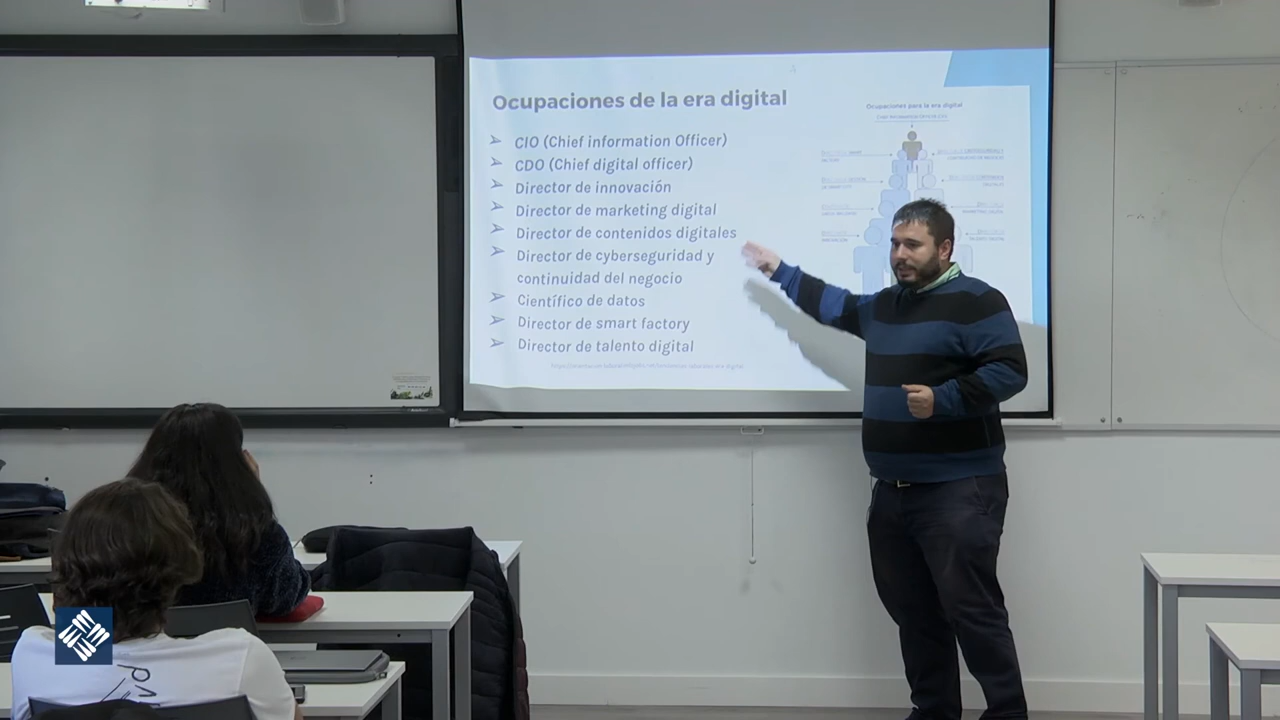 Ocupaciones de la era digital
CIO (Chief information Officer)
CDO (Chief digital officer)
Director de innovación
Director de marketing digital
Director de contenidos digitales
Director de cyberseguridad y
continuidad del negocio
Científico de datos
Director de smart factory
Director de talento digital
Ocupaciones para la era digital